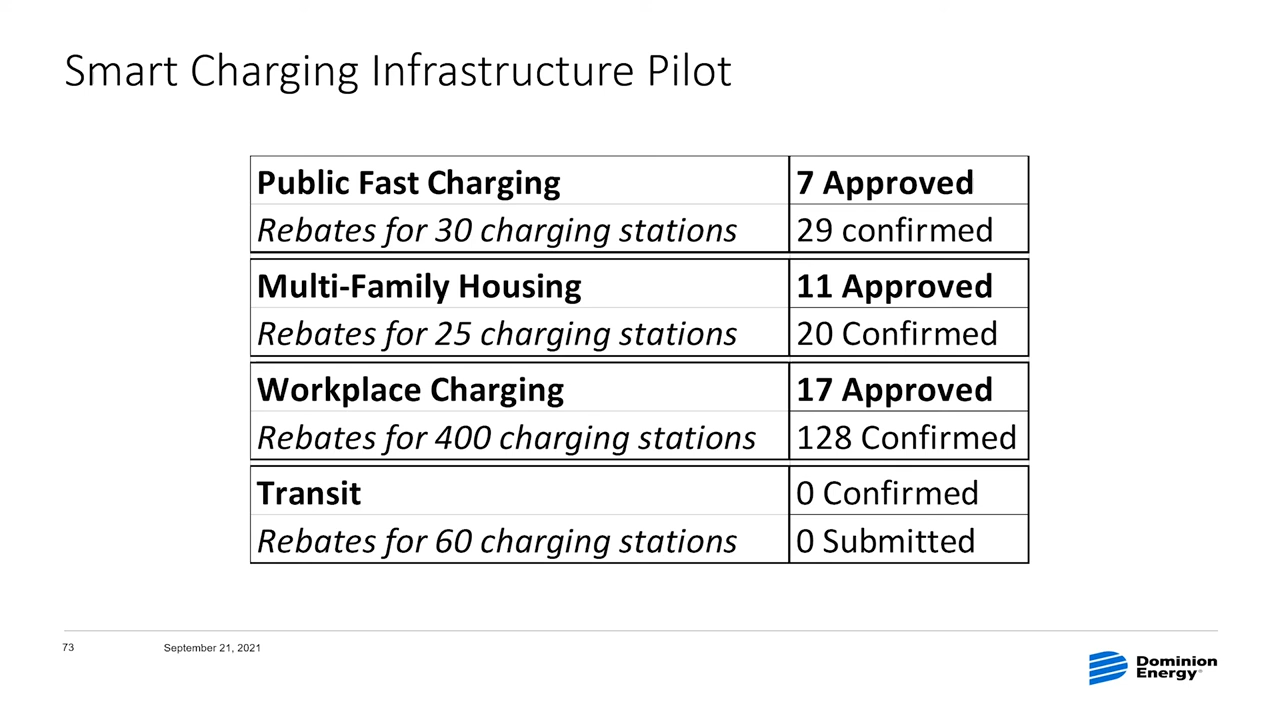 Smart Charging Infrastructure Pilot
Public Fast Charging 7 Approved
Rebates for 30 charging stations 29 confirmed
Multi-Family Housing 11 Approved
Rebates for 25 charging stations 20 Confirmed
Workplace Charging 17 Approved
Rebates for 400 charging stations 128 Confirmed
Transit 0 Confirmed
Rebates for 60 charging stations 0 Submitted
73 September 21, 2021
Dominion
Energy®